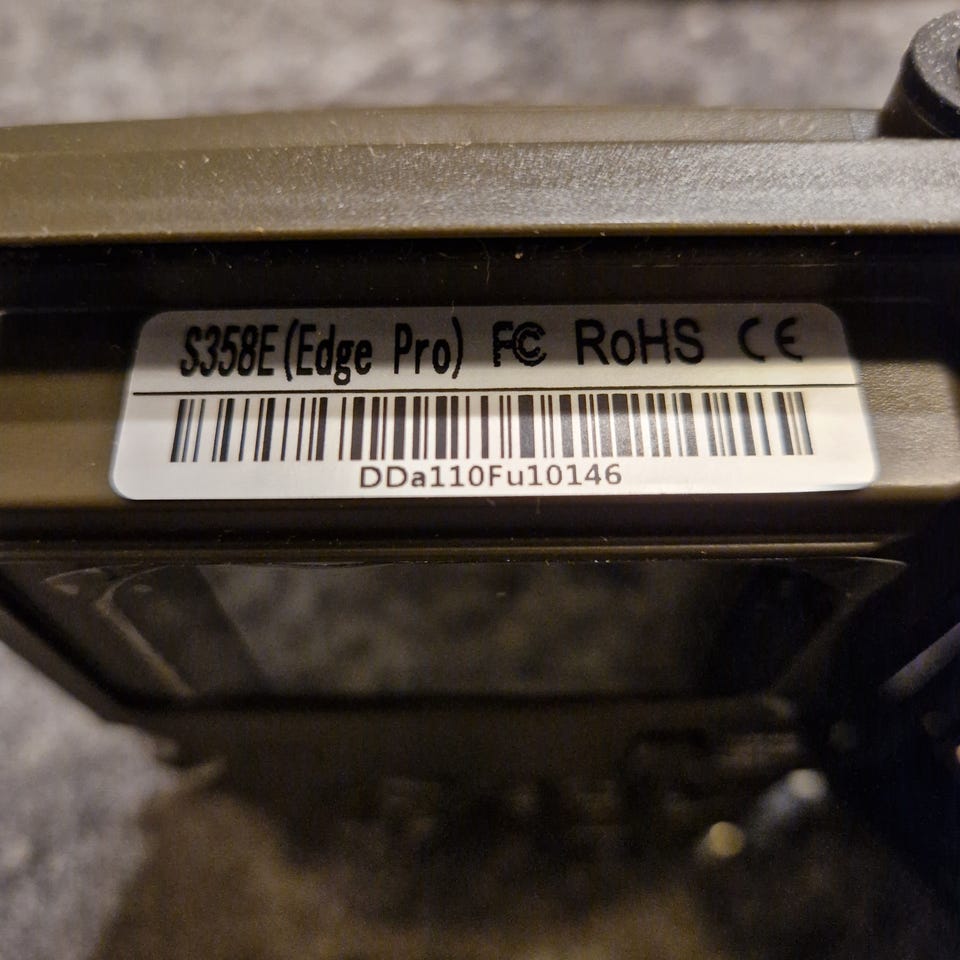 S358E(Edge Pro) FC RoHS CE
DDa110Fu10146